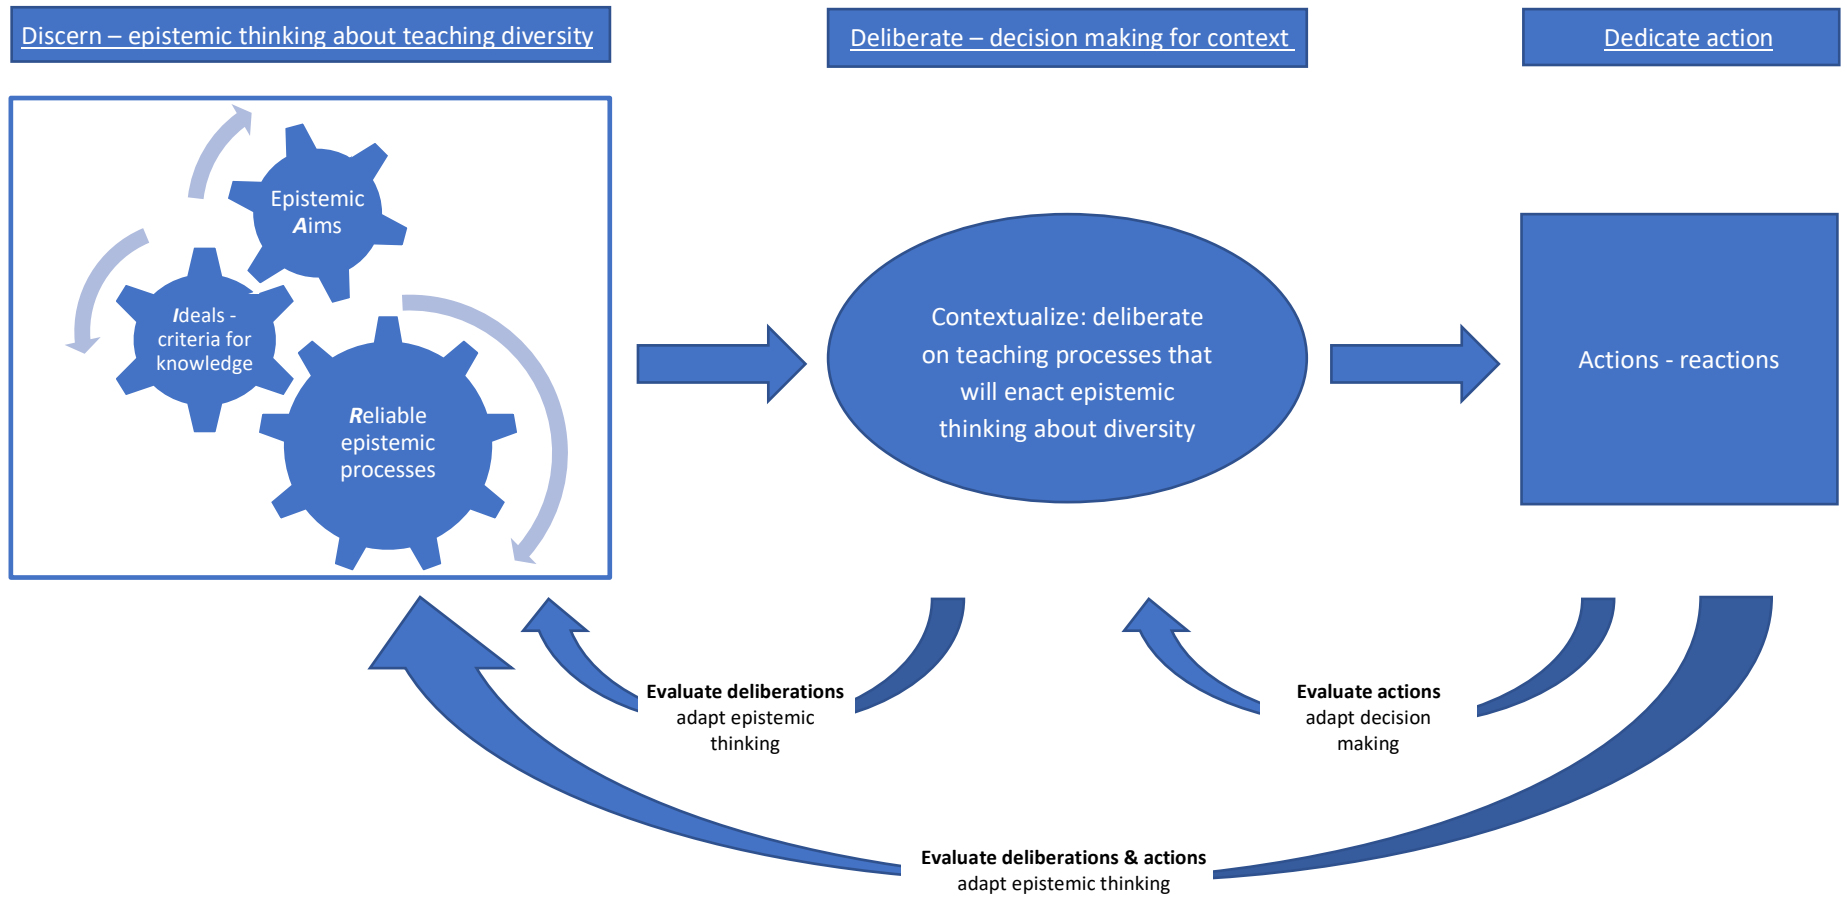 Discern – epistemic thinking about teaching diversity
Deliberate – decision making for context
Dedicate action
Epistemic
Aims
Ideals -
criteria for
knowledge
Reliable
epistemic
processes
Contextualize: deliberate
on teaching processes that
will enact epistemic
thinking about diversity
Actions - reactions
Evaluate deliberations
adapt epistemic
thinking
Evaluate actions
adapt decision
making
Evaluate deliberations & actions
adapt epistemic thinking